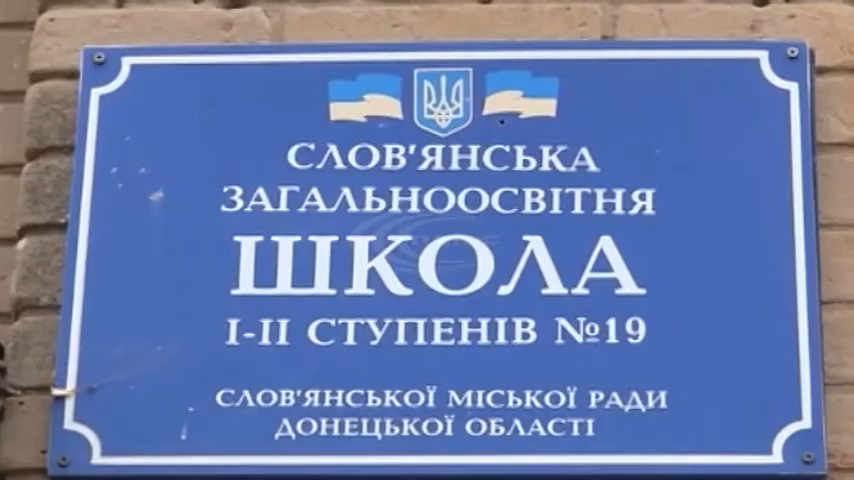 СЛОВ'ЯНСЬКА
ЗАГАЛЬНООСВІТНЯ
ШКОЛА
І-ІІ СТУПЕНІВ №19
СЛОВ'ЯНСЬКОЇ МІСЬКОЇ РАДИ
ДОНЕЦЬКОЇ ОБЛАСТІ